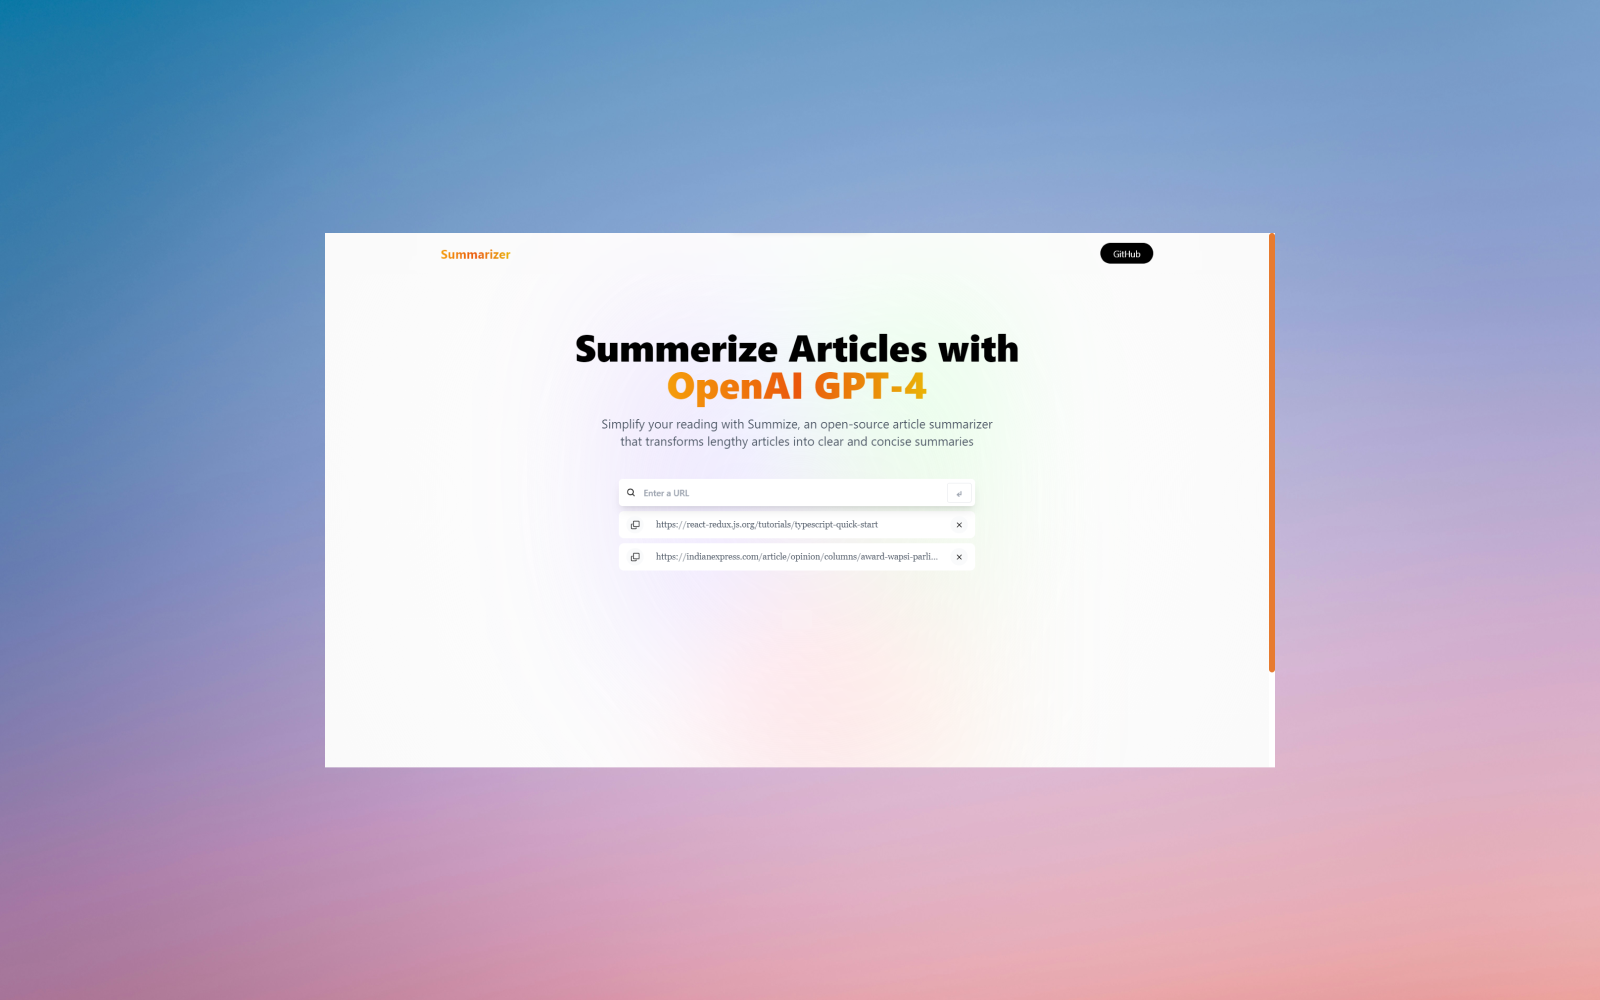 Summarizer
GitHub
Summerize Articles with
OpenAI GPT-4
Simplify your reading with Summize, an open-source article summarizer
that transforms lengthy articles into clear and concise summaries
Enter a URL
https://react-redux.js.org/tutorials/typescript-quick-start
https://indianexpress.com/article/opinion/columns/award-wapsi-parli...